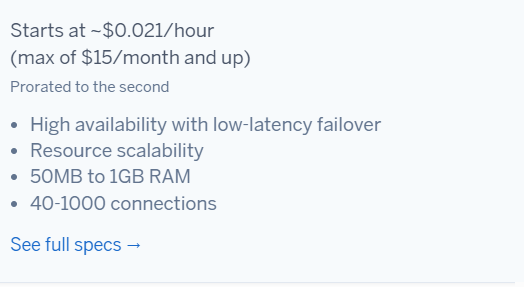 Starts at ~$0.021/hour
(max of $15/month and up)
Prorated to the second
• High availability with low-latency failover
• Resource scalability
• 50MB to 1GB RAM
• 40-1000 connections
See full specs →